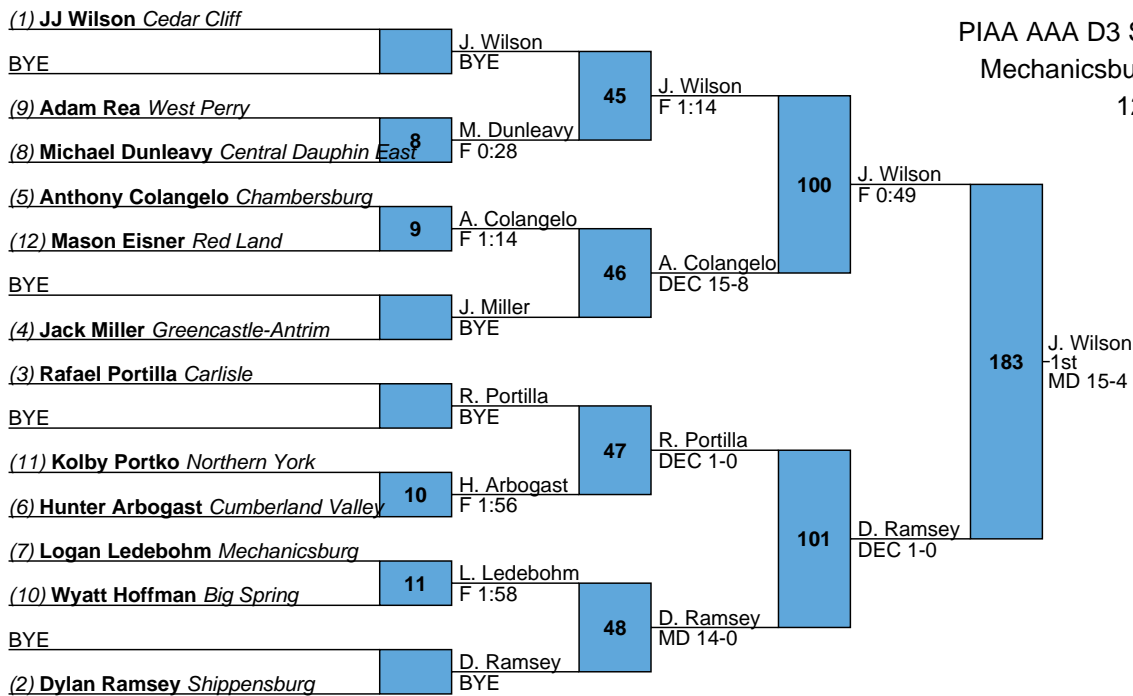 (1) JJ Wilson Cedar Cliff
BYE
(9) Adam Rea West Perry
(8) Michael Dunleavy Central Dauphin East
(5) Anthony Colangelo Chambersburg
(12) Mason Eisner Red Land
BYE
(4) Jack Miller Greencastle-Antrim
(3) Rafael Portilla Carlisle
BYE
(11) Kolby Portko Northern York
(6) Hunter Arbogast Cumberland Valley
(7) Logan Ledebohm Mechanicsburg
(10) Wyatt Hoffman Big Spring
BYE
(2) Dylan Ramsey Shippensburg
8
9
10
11
J. Wilson
BYE
M. Dunleavy
F 0:28
A. Colangelo
F 1:14
J. Miller
BYE
R. Portilla
BYE
H. Arbogast
F 1:56
L. Ledebohm
F 1:58
D. Ramsey
BYE
45
46
47
48
J. Wilson
F 1:14
A. Colangelo
DEC 15-8
R. Portilla
DEC 1-0
D. Ramsey
MD 14-0
100
101
J. Wilson
F 0:49
D. Ramsey
DEC 1-0
183
J. Wilson
1st
MD 15-4
PIAA AAA D3 S
Mechanicsbu
12